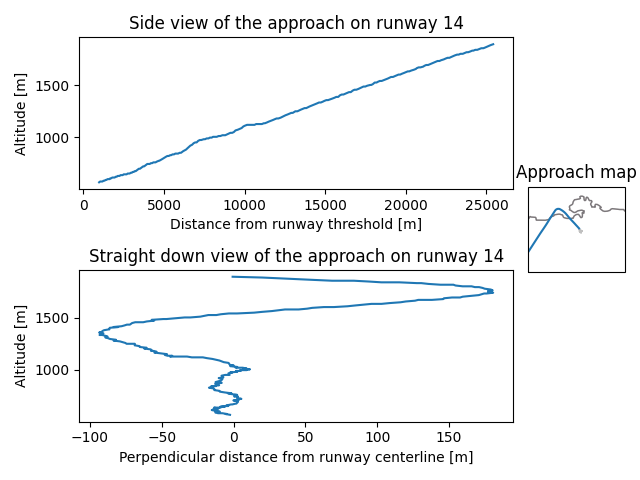 Side view of the approach on runway 14
Altitude [m]
1500
1000
0
5000
10000
15000
20000
25000
Distance from runway threshold [m]
Approach map
Straight down view of the approach on runway 14
Altitude [m]
1500
1000
−100
−50
0
50
100
150
Perpendicular distance from runway centerline [m]